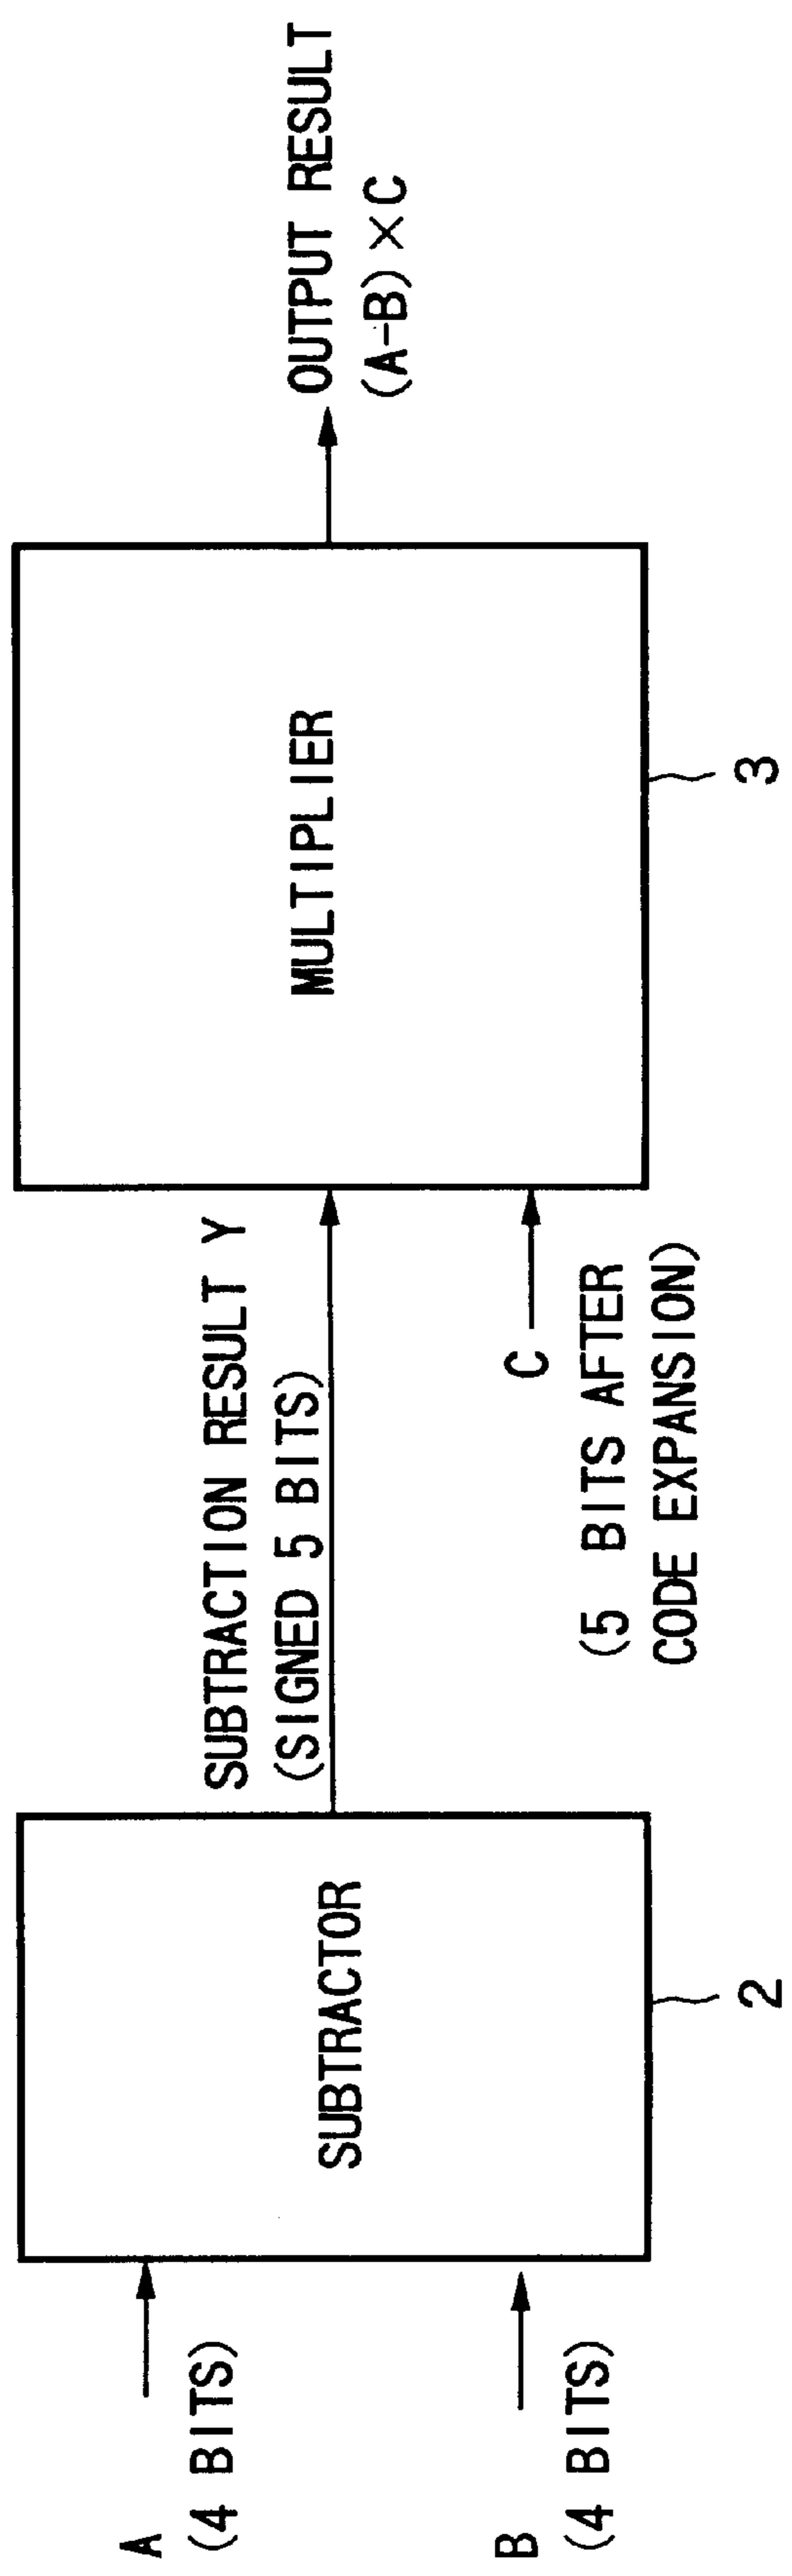 A
(4 BITS)
B
(4 BITS)
SUBTRACTOR
2
SUBTRACTION RESULT Y
(SIGNED 5 BITS)
C
(5 BITS AFTER
CODE EXPANSION)
MULTIPLIER
3
OUTPUT RESULT
(A-B)×C